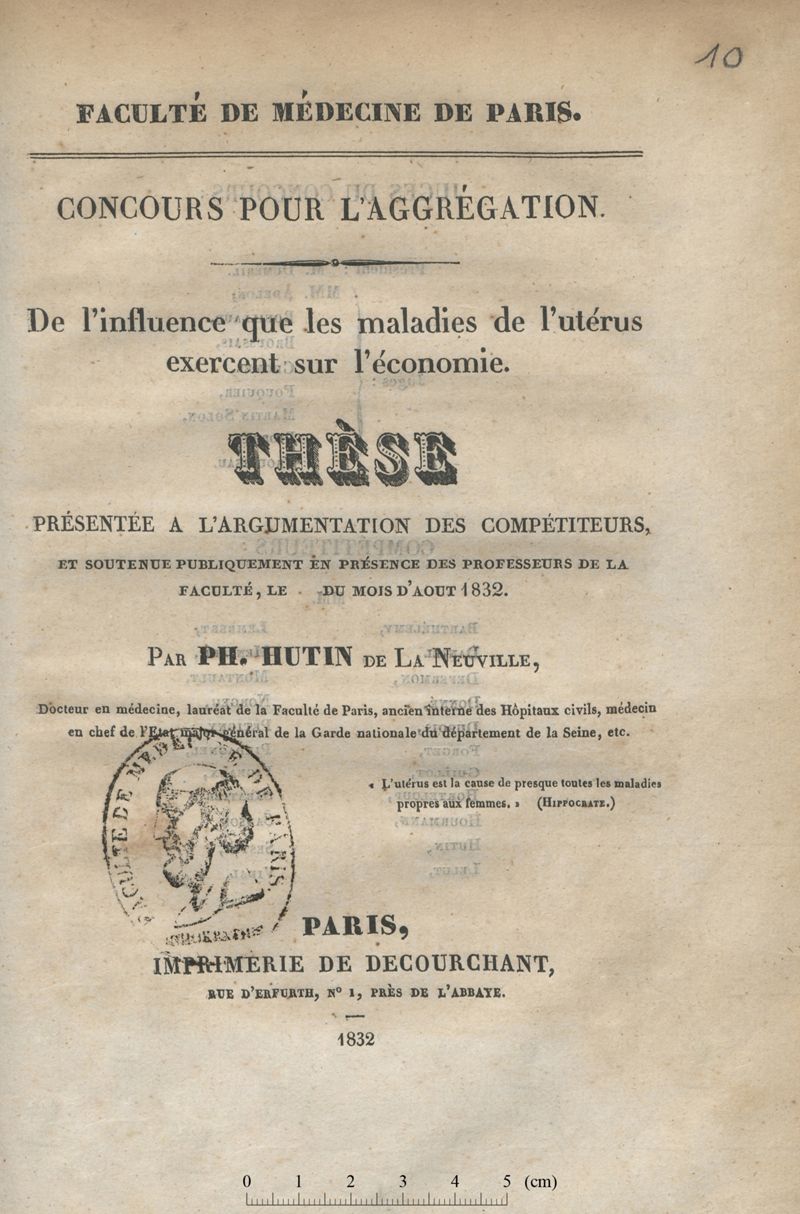 10
FACULTÉ DE MÉDECINE DE PARIS.
CONCOURS POUR L'AGGRÉGATION.
De l'influence que les maladies de l'utérus
exercent sur l'économie.
THÈSE
PRÉSENTÉE A L'ARGUMENTATION DES COMPÉTITEURS,
ET SOUTENUE PUBLIQUEMENT EN PRÉSENCE DES PROFESSEURS DE LA
FACULTÉ, LE DU MOIS D'AOUT 1832.
PAR PH. HUTIN DE LA NEUVILLE,
Docteur en médecine, lauréat de la Faculté de Paris, ancien interne des Hôpitaux civils, médecin
en chef de l'Etat major général de la Garde nationale du département de la Seine, etc.
« L'utérus est la cause de presque toutes les maladies
propres aux femmes. » (HIPPOCRATE.)
FACULTE DE MEDECINE DE PARIS
PARIS,
IMPRIMERIE DE DECOURCHANT,
RUE D'ERFURTH, N° 1, PRÈS DE L'ABBAYE.
1832
0 1 2 3 4 5 (cm)